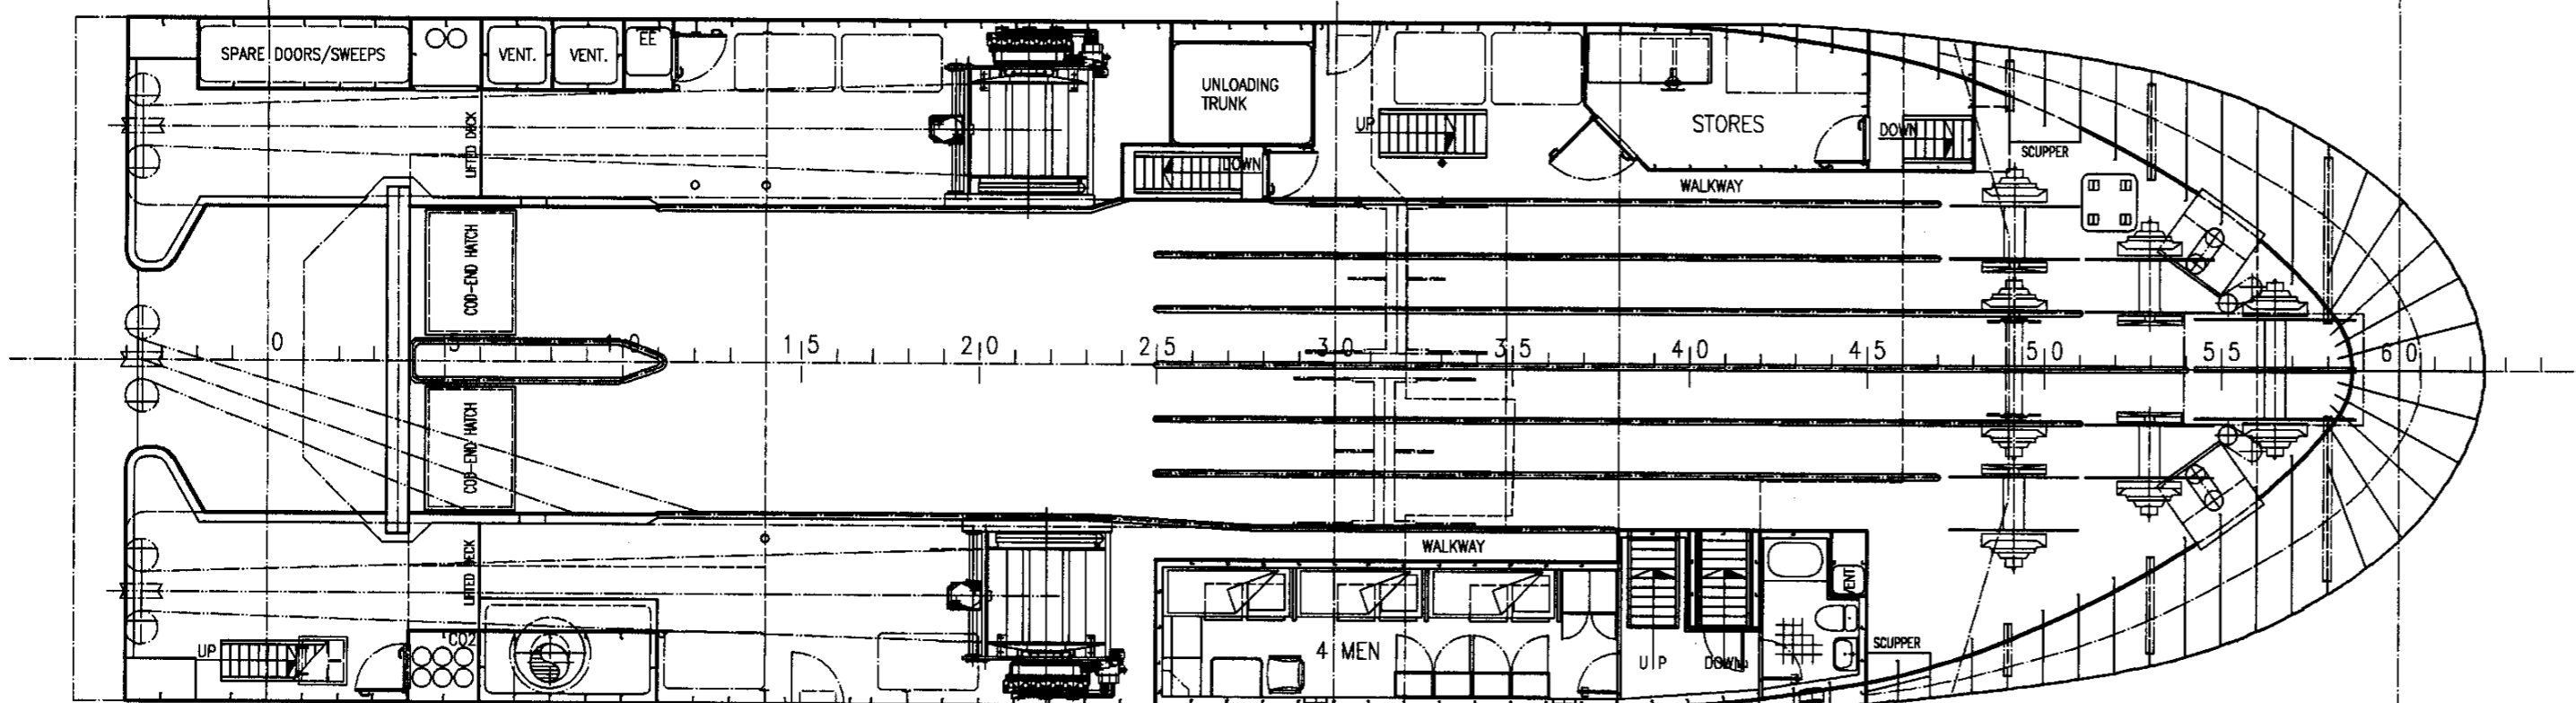 SPARE DOORS/SWEEPS
VENT.
VENT.
EE
UNLOADING
TRUNK
UP
STORES
DOWN
SCUPPER
LIFTED DECK
DOWN
WALKWAY
COD-END HATCH
0 5 10 15 20 25 30 35 40 45 50 55 60
COD-END HATCH
LIFTED DECK
WALKWAY
VENT
UP
CO2
4 MEN
UP
DOWN
SCUPPER